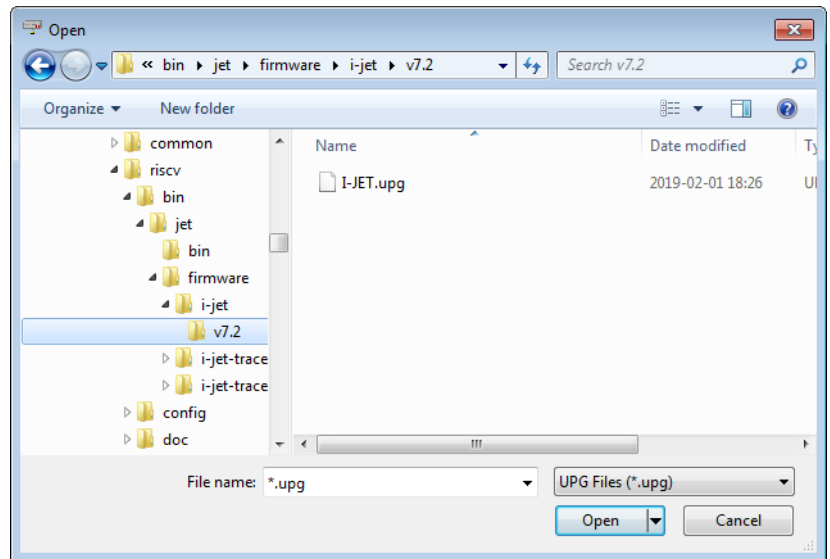 Open
« bin ▸ jet ▸ firmware ▸ i-jet ▸ v7.2
Search v7.2
Organize
New folder
Name
Date modified
common
riscv
bin
jet
bin
firmware
i-jet
v7.2
i-jet-trace
i-jet-trace
config
doc
I-JET.upg
2019-02-01 18:26
File name:
*.upg
UPG Files (*.upg)
Open
Cancel